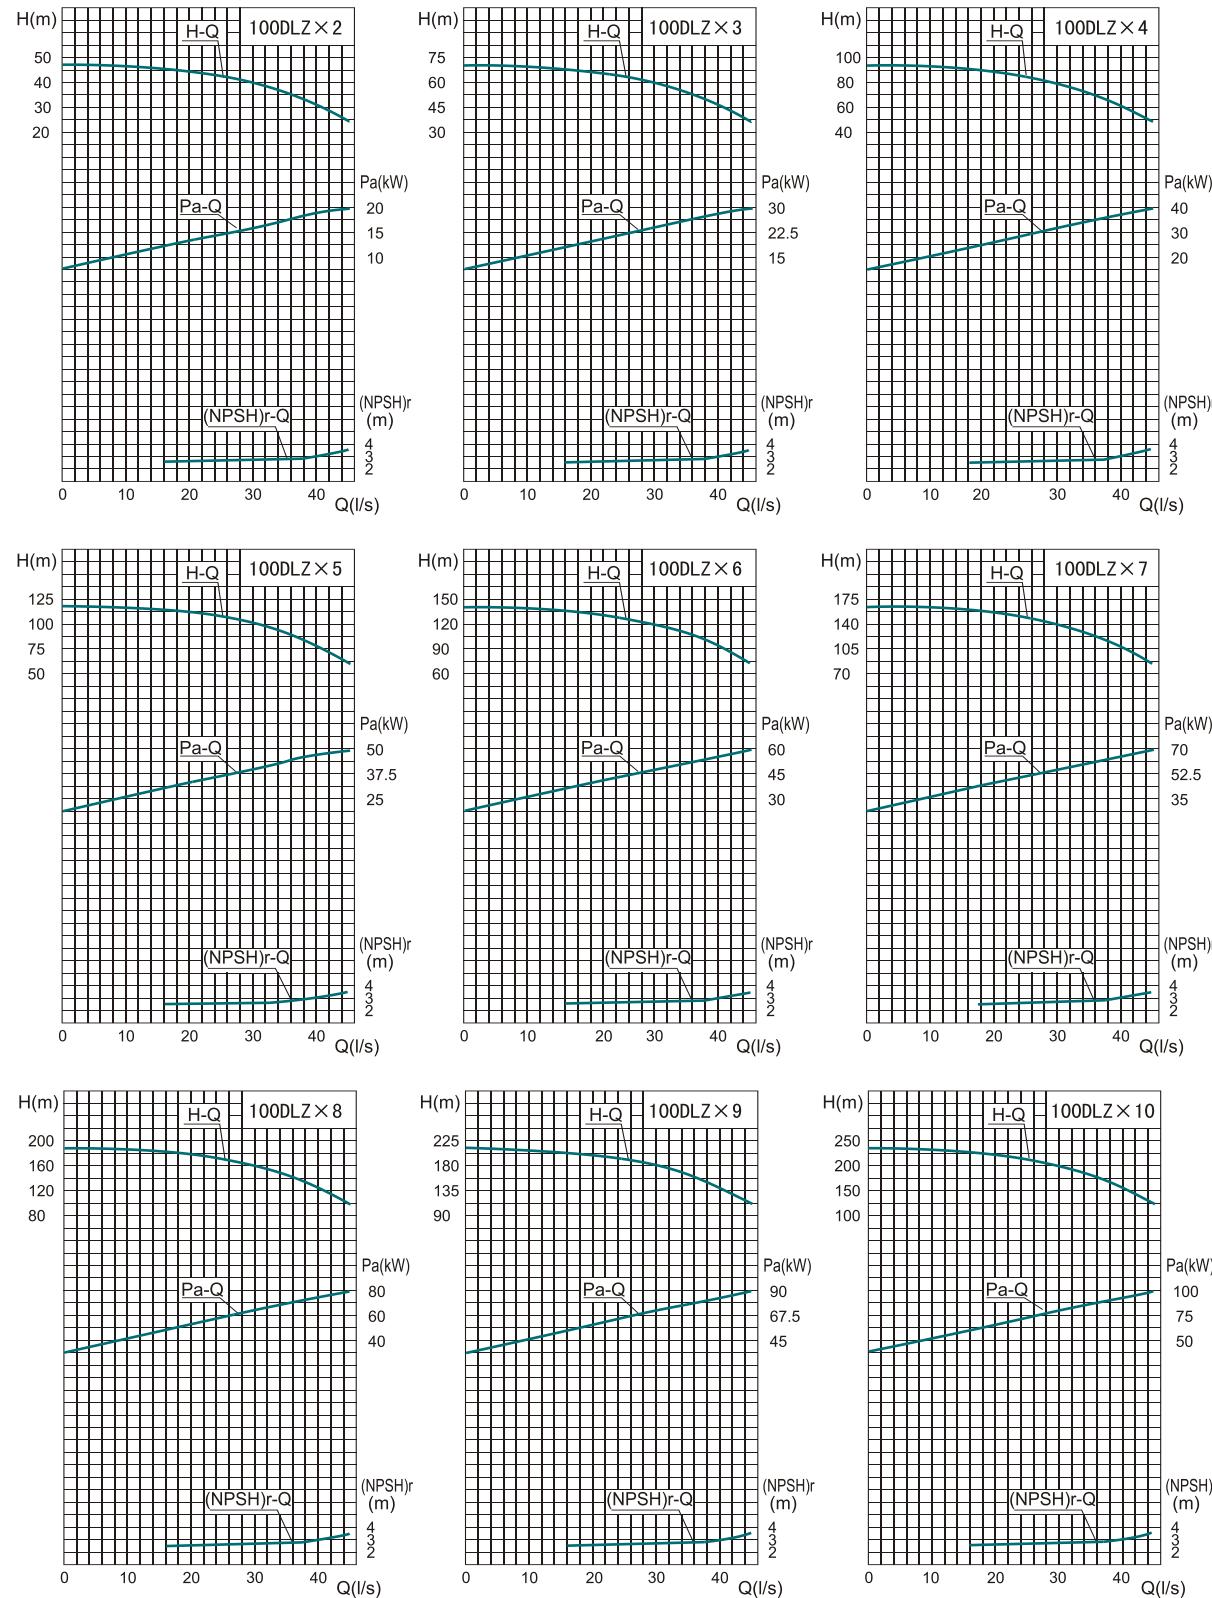 H(m)
H-Q
100DLZ×2
50
40
30
20
Pa(kW)
Pa-Q
20
15
10
(NPSH)r
(m)
(NPSH)r-Q
4
3
2
0 10 20 30 40
Q(l/s)
H(m)
H-Q
100DLZ×3
75
60
45
30
Pa(kW)
Pa-Q
30
22.5
15
(NPSH)r
(m)
(NPSH)r-Q
4
3
2
0 10 20 30 40
Q(l/s)
H(m)
H-Q
100DLZ×4
100
80
60
40
Pa(kW)
Pa-Q
40
30
20
(NPSH)
(m)
(NPSH)r-Q
4
3
2
0 10 20 30 40
Q(l/s)
H(m)
H-Q
100DLZ×5
125
100
75
50
Pa(kW)
Pa-Q
50
37.5
25
(NPSH)r
(m)
(NPSH)r-Q
4
3
2
0 10 20 30 40
Q(l/s)
H(m)
H-Q
100DLZ×6
150
120
90
60
Pa(kW)
Pa-Q
60
45
30
(NPSH)r
(m)
(NPSH)r-Q
4
3
2
0 10 20 30 40
Q(l/s)
H(m)
H-Q
100DLZ×7
175
140
105
70
Pa(kW)
Pa-Q
70
52.5
35
(NPSH)
(m)
(NPSH)r-Q
4
3
2
0 10 20 30 40
Q(l/s)
H(m)
H-Q
100DLZ×8
200
160
120
80
Pa(kW)
Pa-Q
80
60
40
(NPSH)r
(m)
(NPSH)r-Q
4
3
2
0 10 20 30 40
Q(l/s)
H(m)
H-Q
100DLZ×9
225
180
135
90
Pa(kW)
Pa-Q
90
67.5
45
(NPSH)r
(m)
(NPSH)r-Q
4
3
2
0 10 20 30 40
Q(l/s)
H(m)
H-Q
100DLZ×10
250
200
150
100
Pa(kW)
Pa-Q
100
75
50
(NPSH)
(m)
(NPSH)r-Q
4
3
2
0 10 20 30 40
Q(l/s)